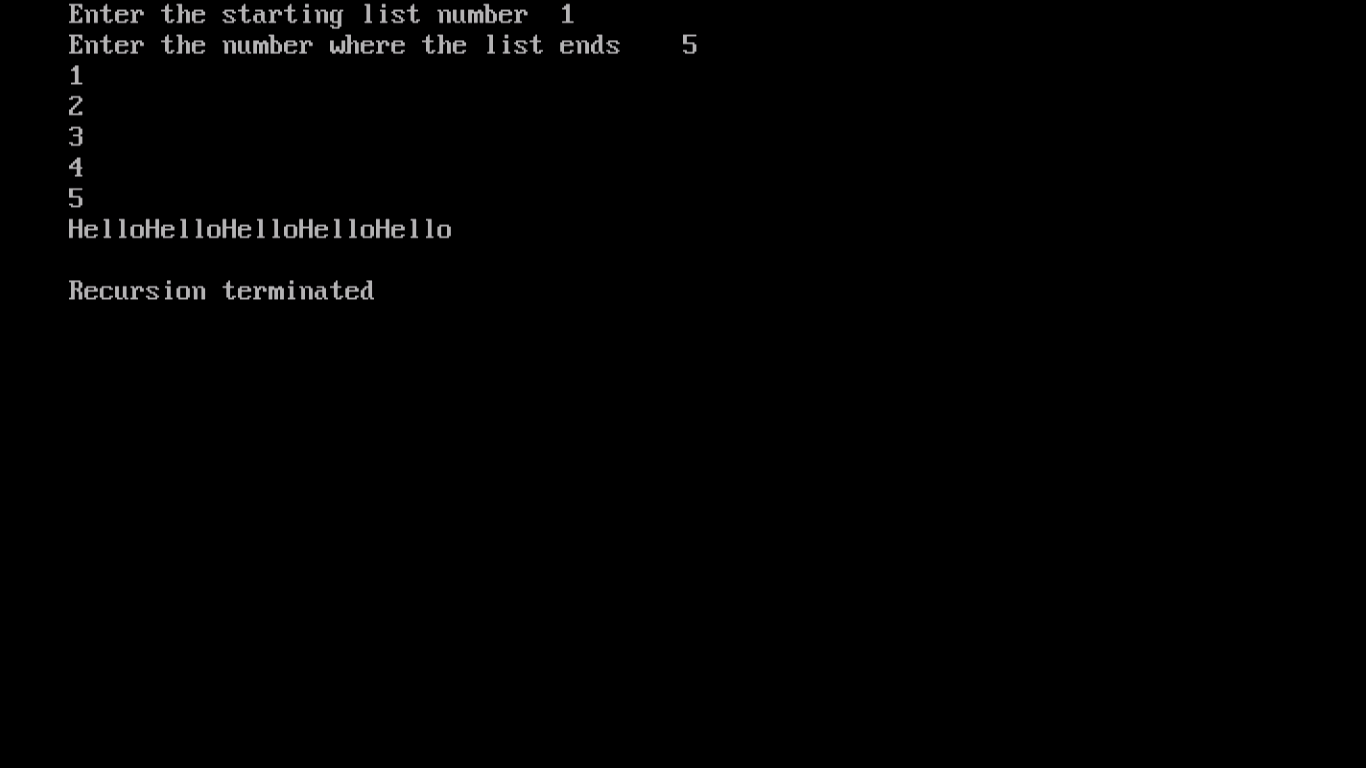 Enter the starting list number  1
Enter the number where the list ends    5
1
2
3
4
5
HelloHelloHelloHelloHello
Recursion terminated